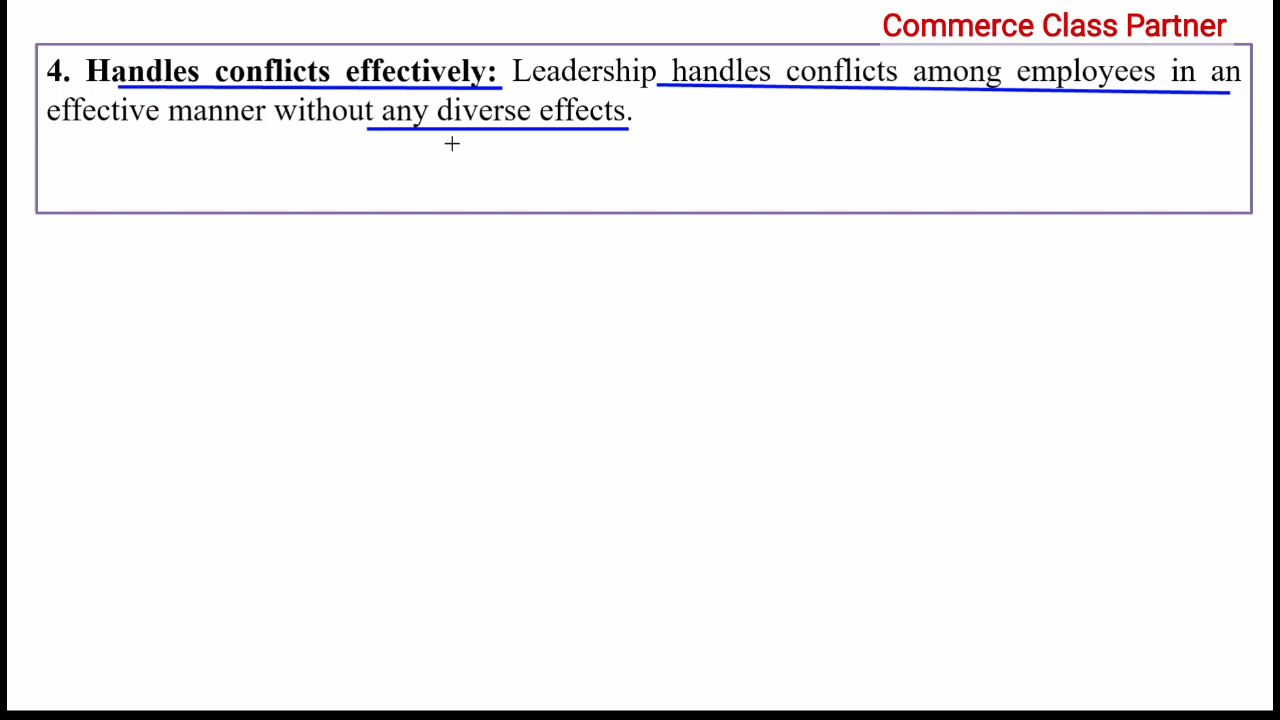 Commerce Class Partner
4. Handles conflicts effectively: Leadership handles conflicts among employees in an
effective manner without any diverse effects.